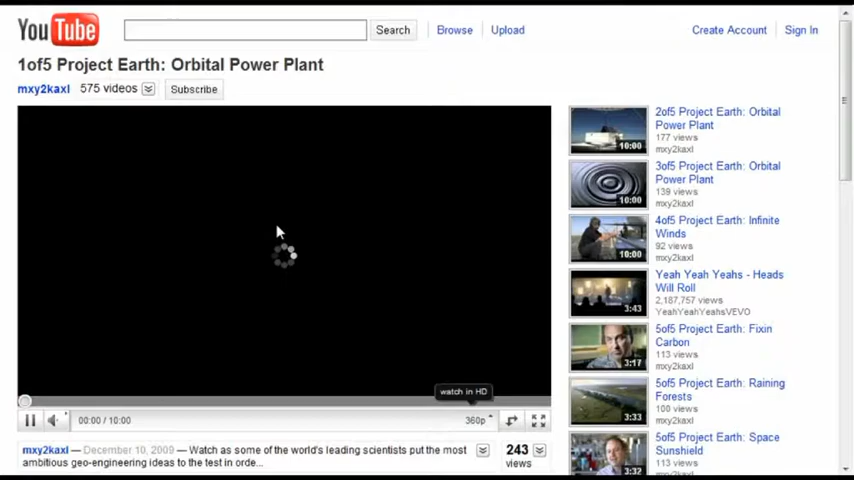 YouTube
Search
Browse
Upload
Create Account
Sign In
1of5 Project Earth: Orbital Power Plant
mxy2kaxl 575 videos
Subscribe
watch in HD
00:00 / 10:00
360p
mxy2kaxl — December 10, 2009 — Watch as some of the world's leading scientists put the most
ambitious geo-engineering ideas to the test in orde...
243
views
10:00
2of5 Project Earth: Orbital
Power Plant
177 views
mxy2kaxl
10:00
3of5 Project Earth: Orbital
Power Plant
139 views
mxy2kaxl
10:00
4of5 Project Earth: Infinite
Winds
92 views
mxy2kaxl
3:43
Yeah Yeah Yeahs - Heads
Will Roll
2,187,757 views
YeahYeahYeahsVEVO
3:17
5of5 Project Earth: Fixin
Carbon
113 views
mxy2kaxl
3:33
5of5 Project Earth: Raining
Forests
100 views
mxy2kaxl
3:32
5of5 Project Earth: Space
Sunshield
113 views
mxy2kaxl